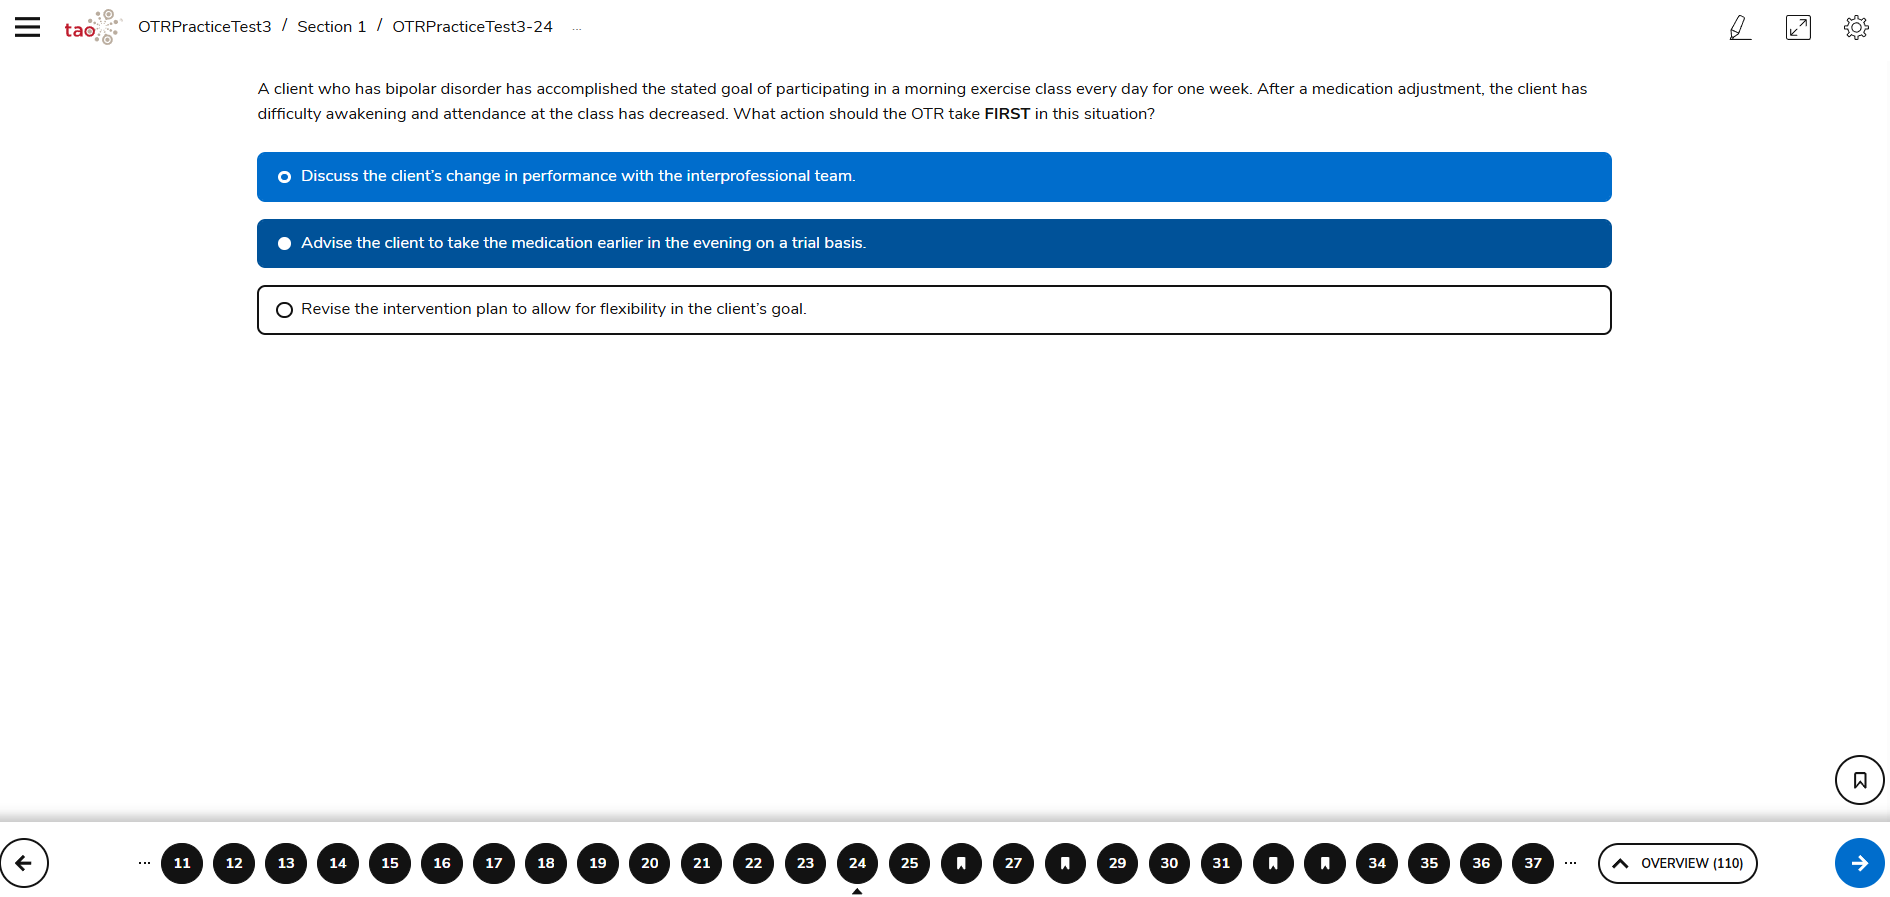 tao
OTRPracticeTest3 / Section 1 / OTRPracticeTest3-24 ...
A client who has bipolar disorder has accomplished the stated goal of participating in a morning exercise class every day for one week. After a medication adjustment, the client has
difficulty awakening and attendance at the class has decreased. What action should the OTR take FIRST in this situation?
Discuss the client’s change in performance with the interprofessional team.
Advise the client to take the medication earlier in the evening on a trial basis.
Revise the intervention plan to allow for flexibility in the client’s goal.
... 11 12 13 14 15 16 17 18 19 20 21 22 23 24 25 27 29 30 31 34 35 36 37 ... OVERVIEW (110)